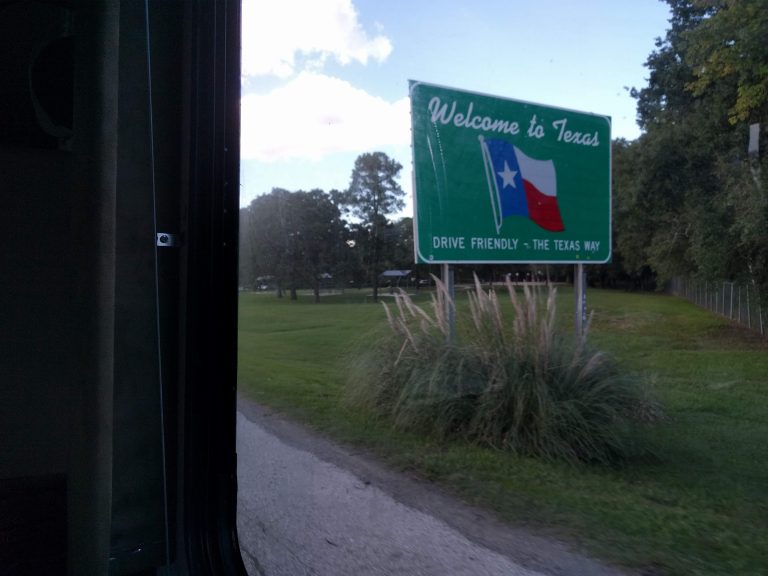 Welcome to Texas
DRIVE FRIENDLY - THE TEXAS WAY